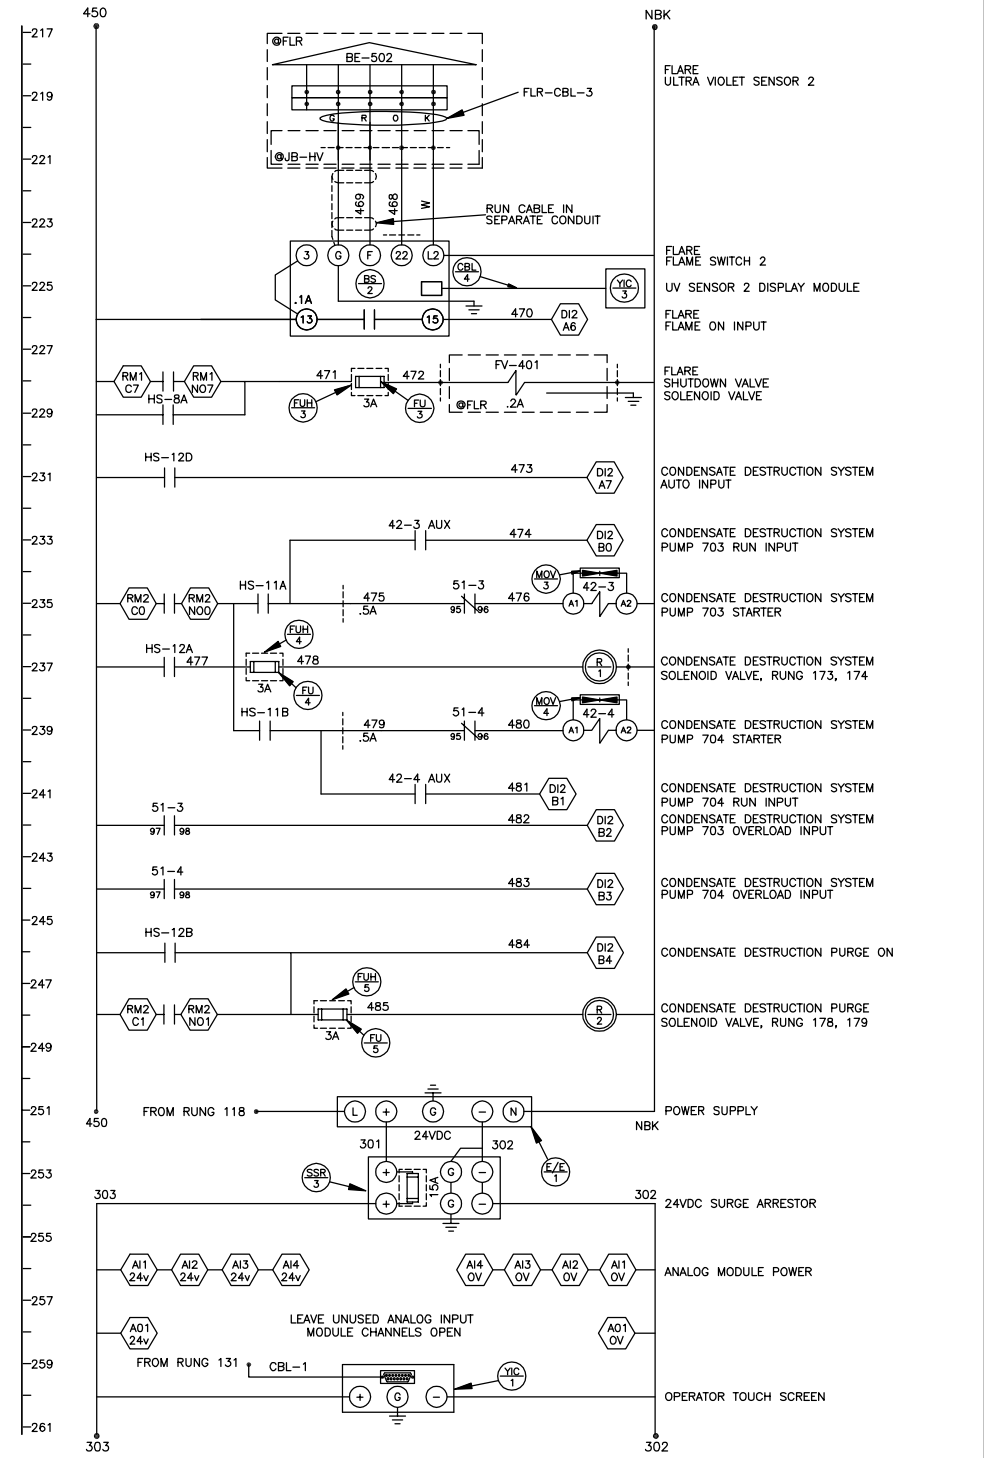 450
NBK
-217
@FLR
BE-502
FLARE
ULTRA VIOLET SENSOR 2
-219
FLR-CBL-3
G R O K
-221
@JB-HV
469
468
W
-223
RUN CABLE IN
SEPARATE CONDUIT
3 G F 22 L2
FLARE
FLAME SWITCH 2
BS
2
CBL
4
YIC
3
-225
UV SENSOR 2 DISPLAY MODULE
.1A
13
15
470
DI2
A6
FLARE
FLAME ON INPUT
-227
RM1
C7
RM1
NO7
471
472
FV-401
FLARE
SHUTDOWN VALVE
SOLENOID VALVE
HS-8A
FUH
3
3A
FU
3
@FLR
.2A
-229
HS-12D
-231
473
DI2
A7
CONDENSATE DESTRUCTION SYSTEM
AUTO INPUT
42-3 AUX
-233
474
DI2
B0
CONDENSATE DESTRUCTION SYSTEM
PUMP 703 RUN INPUT
MOV
3
RM2
C0
RM2
NO0
HS-11A
475
.5A
51-3
95 96
476
42-3
A1
A2
-235
CONDENSATE DESTRUCTION SYSTEM
PUMP 703 STARTER
HS-12A
FUH
4
-237
477
478
3A
FU
4
R
1
CONDENSATE DESTRUCTION SYSTEM
SOLENOID VALVE, RUNG 173, 174
MOV
4
HS-11B
479
.5A
51-4
95 96
480
42-4
A1
A2
-239
CONDENSATE DESTRUCTION SYSTEM
PUMP 704 STARTER
42-4 AUX
-241
481
DI2
B1
CONDENSATE DESTRUCTION SYSTEM
PUMP 704 RUN INPUT
51-3
97 98
482
DI2
B2
CONDENSATE DESTRUCTION SYSTEM
PUMP 703 OVERLOAD INPUT
-243
51-4
97 98
483
DI2
B3
CONDENSATE DESTRUCTION SYSTEM
PUMP 704 OVERLOAD INPUT
-245
HS-12B
484
DI2
B4
CONDENSATE DESTRUCTION PURGE ON
-247
FUH
5
RM2
C1
RM2
NO1
485
3A
FU
5
R
2
CONDENSATE DESTRUCTION PURGE
SOLENOID VALVE, RUNG 178, 179
-249
-251
450
FROM RUNG 118
L + G - N
24VDC
NBK
POWER SUPPLY
301
302
E/E
1
-253
SSR
3
+ G -
15A
+ G -
303
302
24VDC SURGE ARRESTOR
-255
AI1
24v
AI2
24v
AI3
24v
AI4
24v
AI4
0V
AI3
0V
AI2
0V
AI1
0V
ANALOG MODULE POWER
-257
LEAVE UNUSED ANALOG INPUT
MODULE CHANNELS OPEN
AO1
24v
AO1
0V
-259
FROM RUNG 131
CBL-1
YIC
1
+ G -
OPERATOR TOUCH SCREEN
-261
303
302